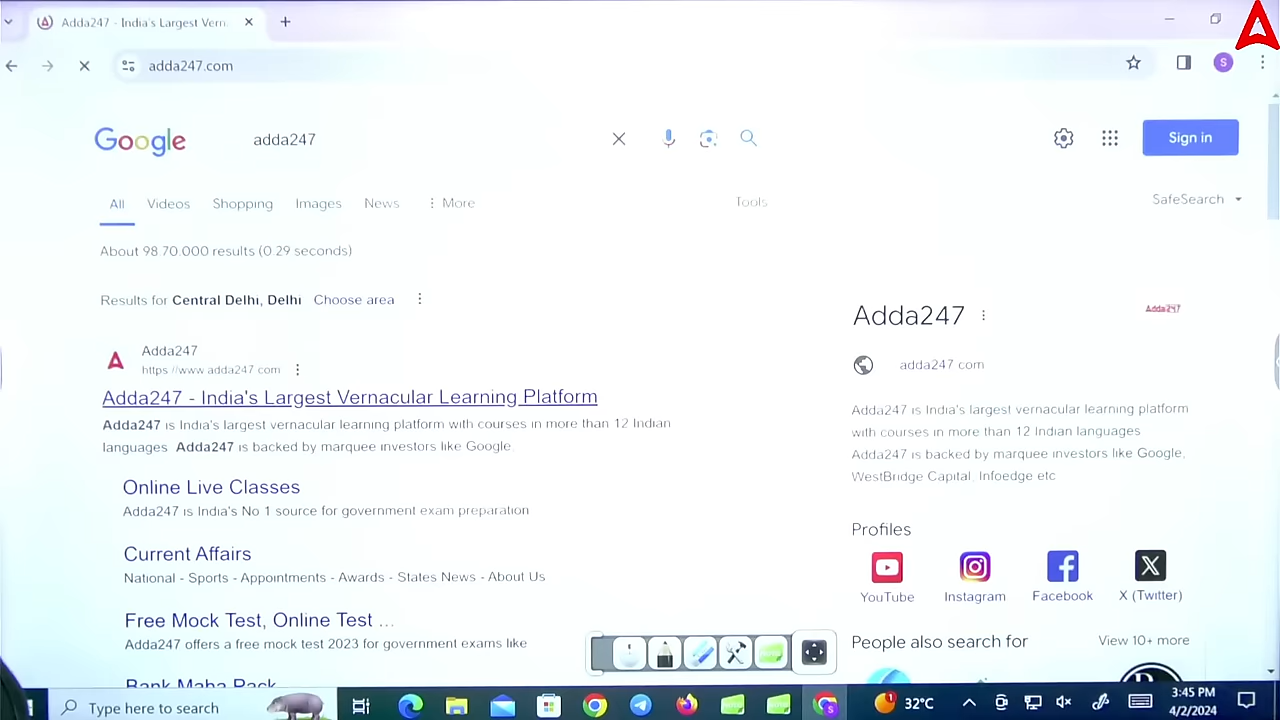 Adda247 - India's Largest Vern
adda247.com
Google
adda247
Sign in
All
Videos
Shopping
Images
News
More
Tools
SafeSearch
About 98 70.000 results (0.29 seconds)
Results for Central Delhi, Delhi
Choose area
Adda247
https //www adda247 com
Adda247 - India's Largest Vernacular Learning Platform
Adda247 is India's largest vernacular learning platform with courses in more than 12 Indian
languages Adda247 is backed by marquee investors like Google.
Online Live Classes
Adda247 is India's No 1 source for government exam preparation
Current Affairs
National - Sports - Appointments - Awards - States News - About Us
Free Mock Test, Online Test ...
Adda247 offers a free mock test 2023 for government exams like
Bank Maha Pack
Adda247
Adda247
adda247 com
Adda247 is India's largest vernacular learning platform
with courses in more than 12 Indian languages
Adda247 is backed by marquee investors like Google,
WestBridge Capital, Infoedge etc
Profiles
YouTube
Instagram
Facebook
X (Twitter)
People also search for
View 10+ more
Type here to search
32°C
3:45 PM
4/2/2024